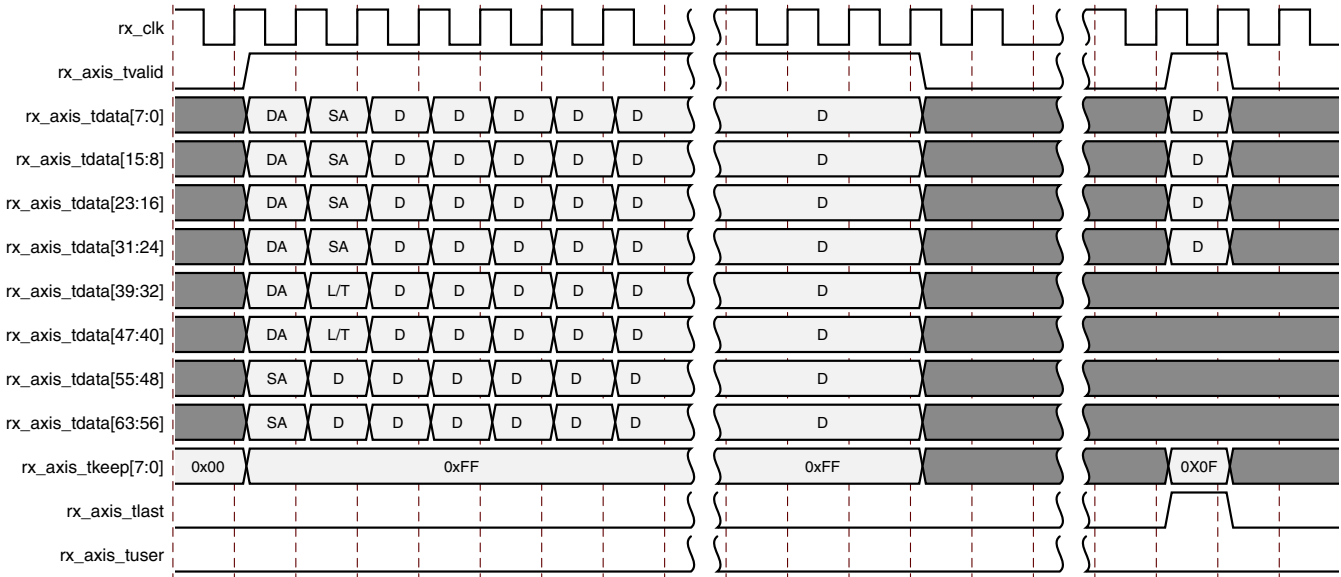 rx_clk
rx_axis_tvalid
rx_axis_tdata[7:0] DA SA D D D D D D D
rx_axis_tdata[15:8] DA SA D D D D D D D
rx_axis_tdata[23:16] DA SA D D D D D D D
rx_axis_tdata[31:24] DA SA D D D D D D D
rx_axis_tdata[39:32] DA L/T D D D D D D
rx_axis_tdata[47:40] DA L/T D D D D D D
rx_axis_tdata[55:48] SA D D D D D D D
rx_axis_tdata[63:56] SA D D D D D D D
rx_axis_tkeep[7:0] 0x00 0xFF 0xFF 0X0F
rx_axis_tlast
rx_axis_tuser